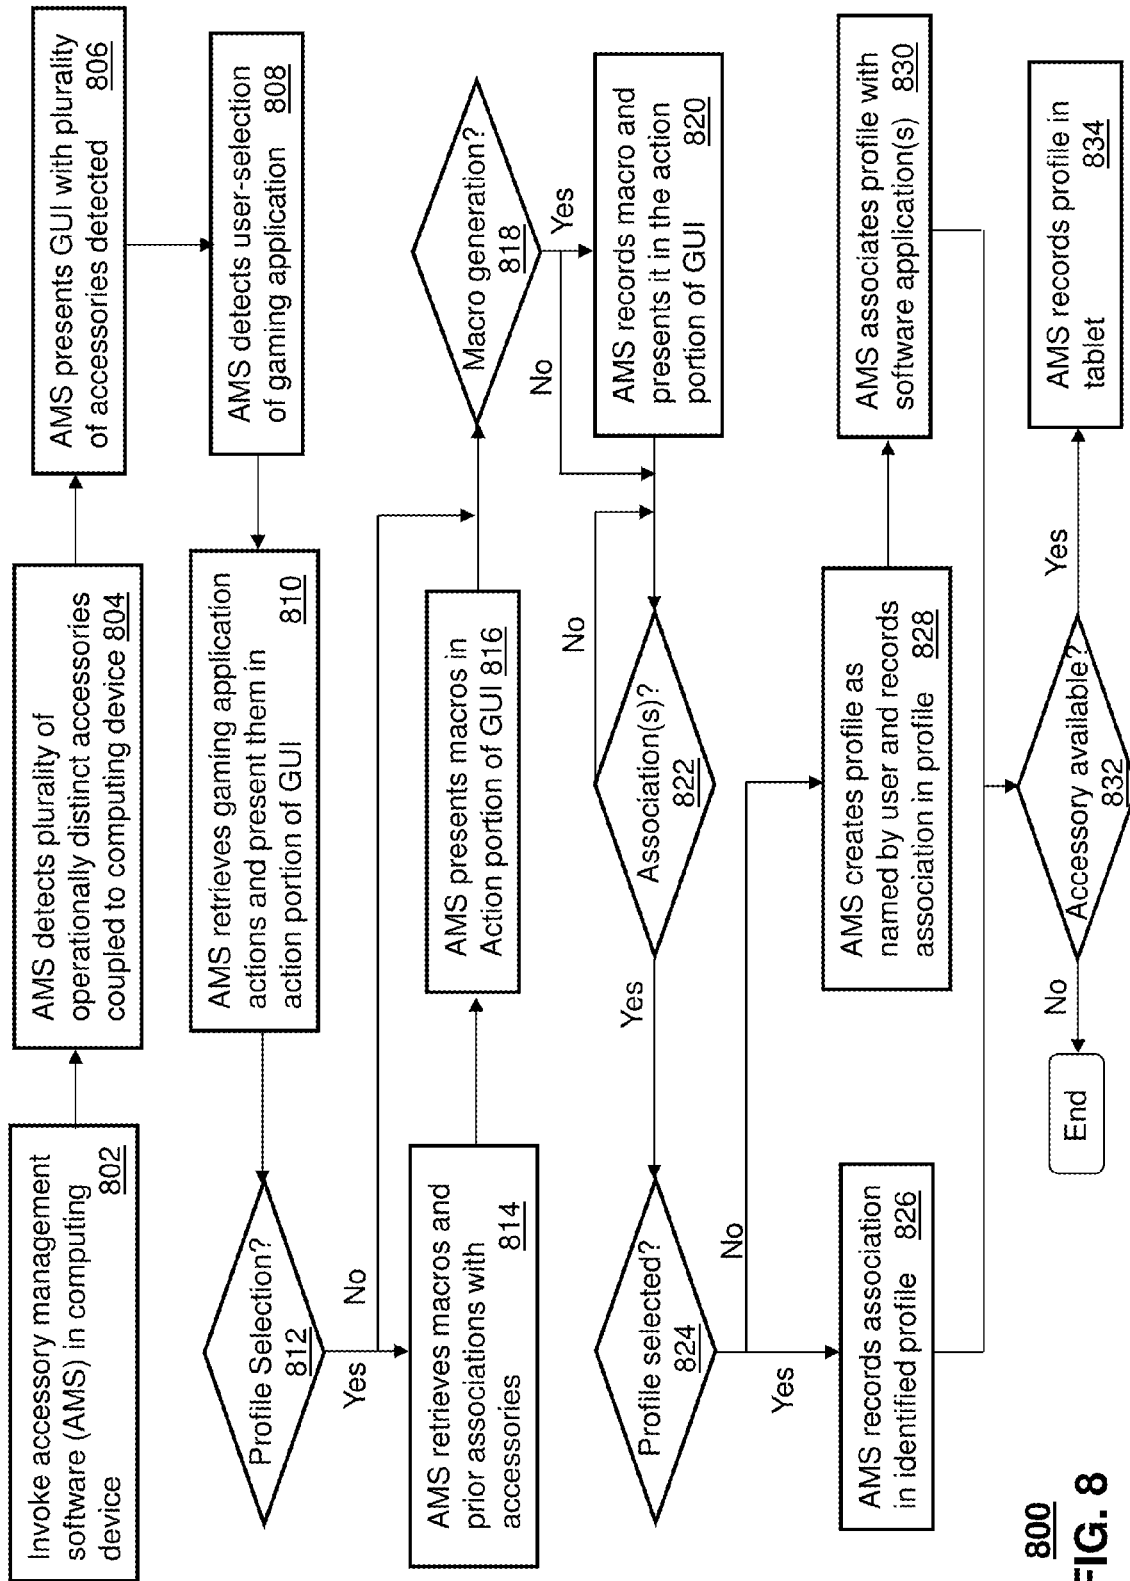 Invoke accessory management
software (AMS) in computing
device 802
AMS detects plurality of
operationally distinct accessories
coupled to computing device 804
AMS presents GUI with plurality
of accessories detected 806
AMS detects user-selection
of gaming application 808
AMS retrieves gaming application
actions and present them in
action portion of GUI 810
Profile Selection?
812
No
Yes
AMS retrieves macros and
prior associations with
accessories 814
AMS presents macros in
Action portion of GUI 816
Macro generation?
818
Yes
No
AMS records macro and
presents it in the action
portion of GUI 820
Association(s)?
822
No
Yes
Profile selected?
824
No
Yes
AMS records association
in identified profile 826
AMS creates profile as
named by user and records
association in profile 828
AMS associates profile with
software application(s) 830
Accessory available?
832
No
Yes
End
AMS records profile in
tablet 834
800
FIG. 8